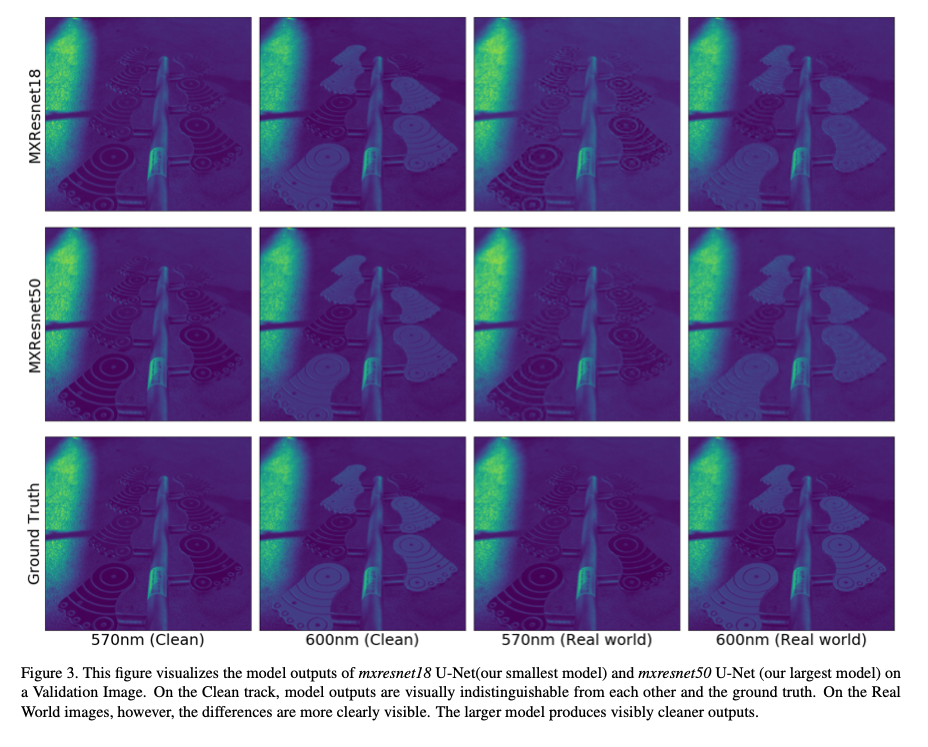 MXResnet18
MXResnet50
Ground Truth
570nm (Clean)
600nm (Clean)
570nm (Real world)
600nm (Real world)
Figure 3. This figure visualizes the model outputs of mxresnet18 U-Net(our smallest model) and mxresnet50 U-Net (our largest model) on
a Validation Image. On the Clean track, model outputs are visually indistinguishable from each other and the ground truth. On the Real
World images, however, the differences are more clearly visible. The larger model produces visibly cleaner outputs.